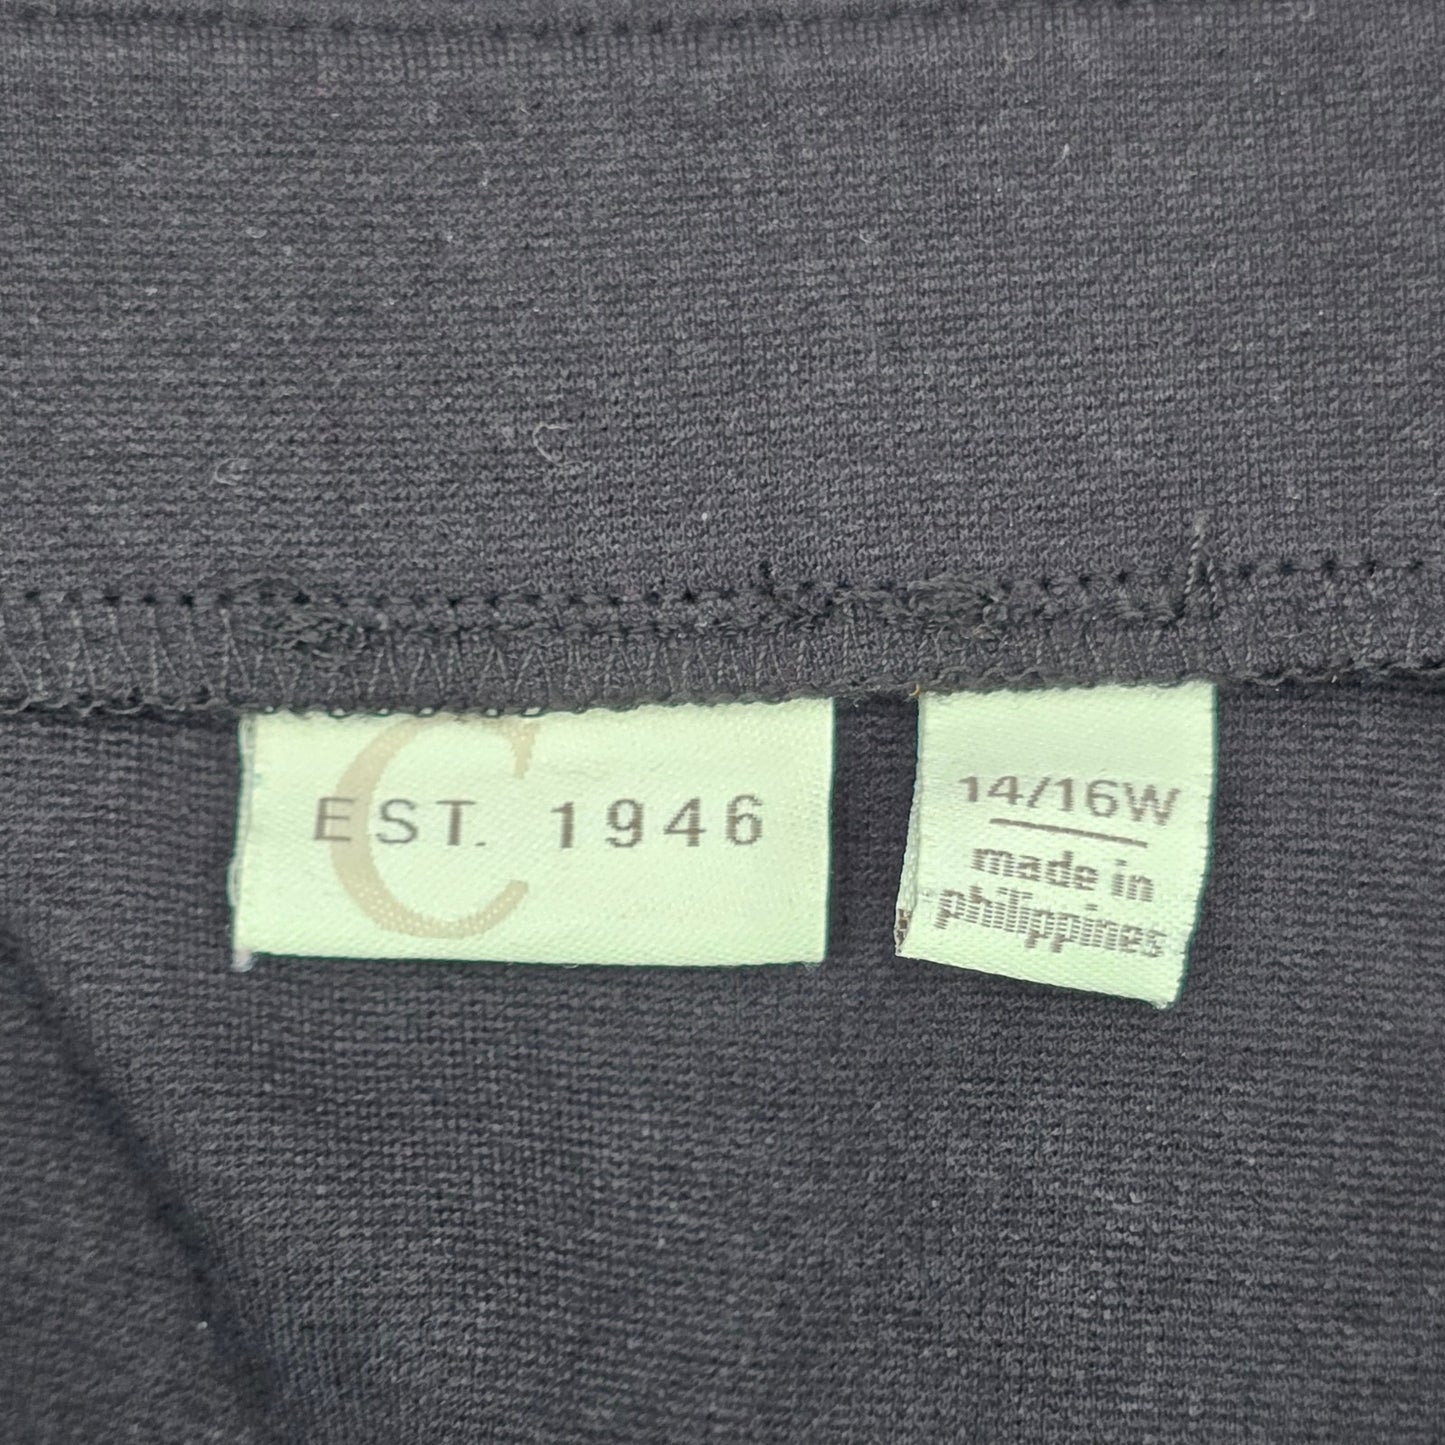 C
EST. 1946
14/16W
made in
philippines